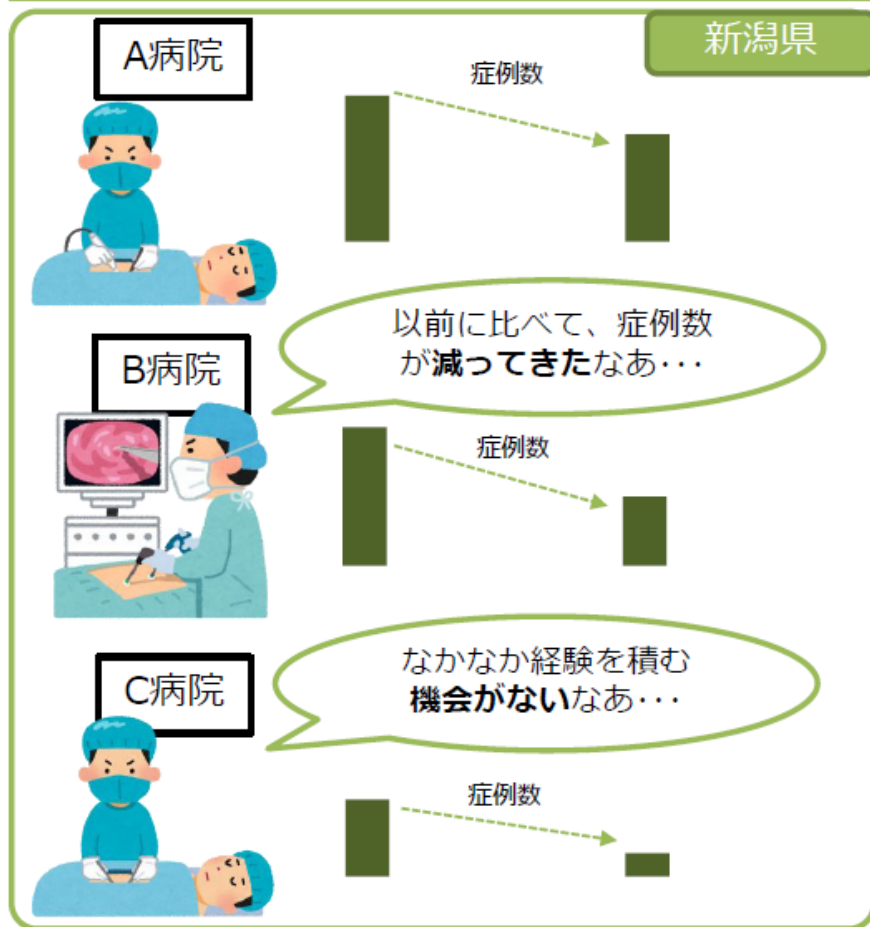 新潟県
A病院
症例数
以前に比べて、症例数
が減ってきたなあ･･･
B病院
症例数
なかなか経験を積む
機会がないなあ･･･
C病院
症例数